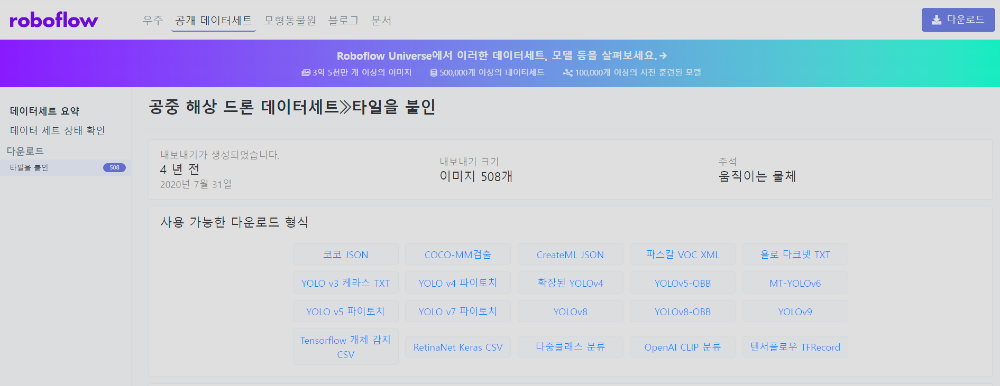 roboflow
우주 공개 데이터세트 모형동물원 블로그 문서
다운로드
Roboflow Universe에서 이러한 데이터세트, 모델 등을 살펴보세요.
3억 5천만 개 이상의 이미지 500,000개 이상의 데이터세트 100,000개 이상의 사전 훈련된 모델
데이터세트 요약
데이터 세트 상태 확인
다운로드
타일을 붙인 508
공중 해상 드론 데이터세트≫타일을 붙인
내보내기가 생성되었습니다.
4 년 전
2020년 7월 31일
내보내기 크기
이미지 508개
주석
움직이는 물체
사용 가능한 다운로드 형식
코코 JSON COCO-MM검출 CreateML JSON 파스칼 VOC XML 욜로 다크넷 TXT
YOLO v3 케라스 TXT YOLO v4 파이토치 확장된 YOLOv4 YOLOv5-OBB MT-YOLOv6
YOLO v5 파이토치 YOLO v7 파이토치 YOLOv8 YOLOv8-OBB YOLOv9
Tensorflow 개체 감지
CSV
RetinaNet Keras CSV 다중클래스 분류 OpenAI CLIP 분류 텐서플로우 TFRecord